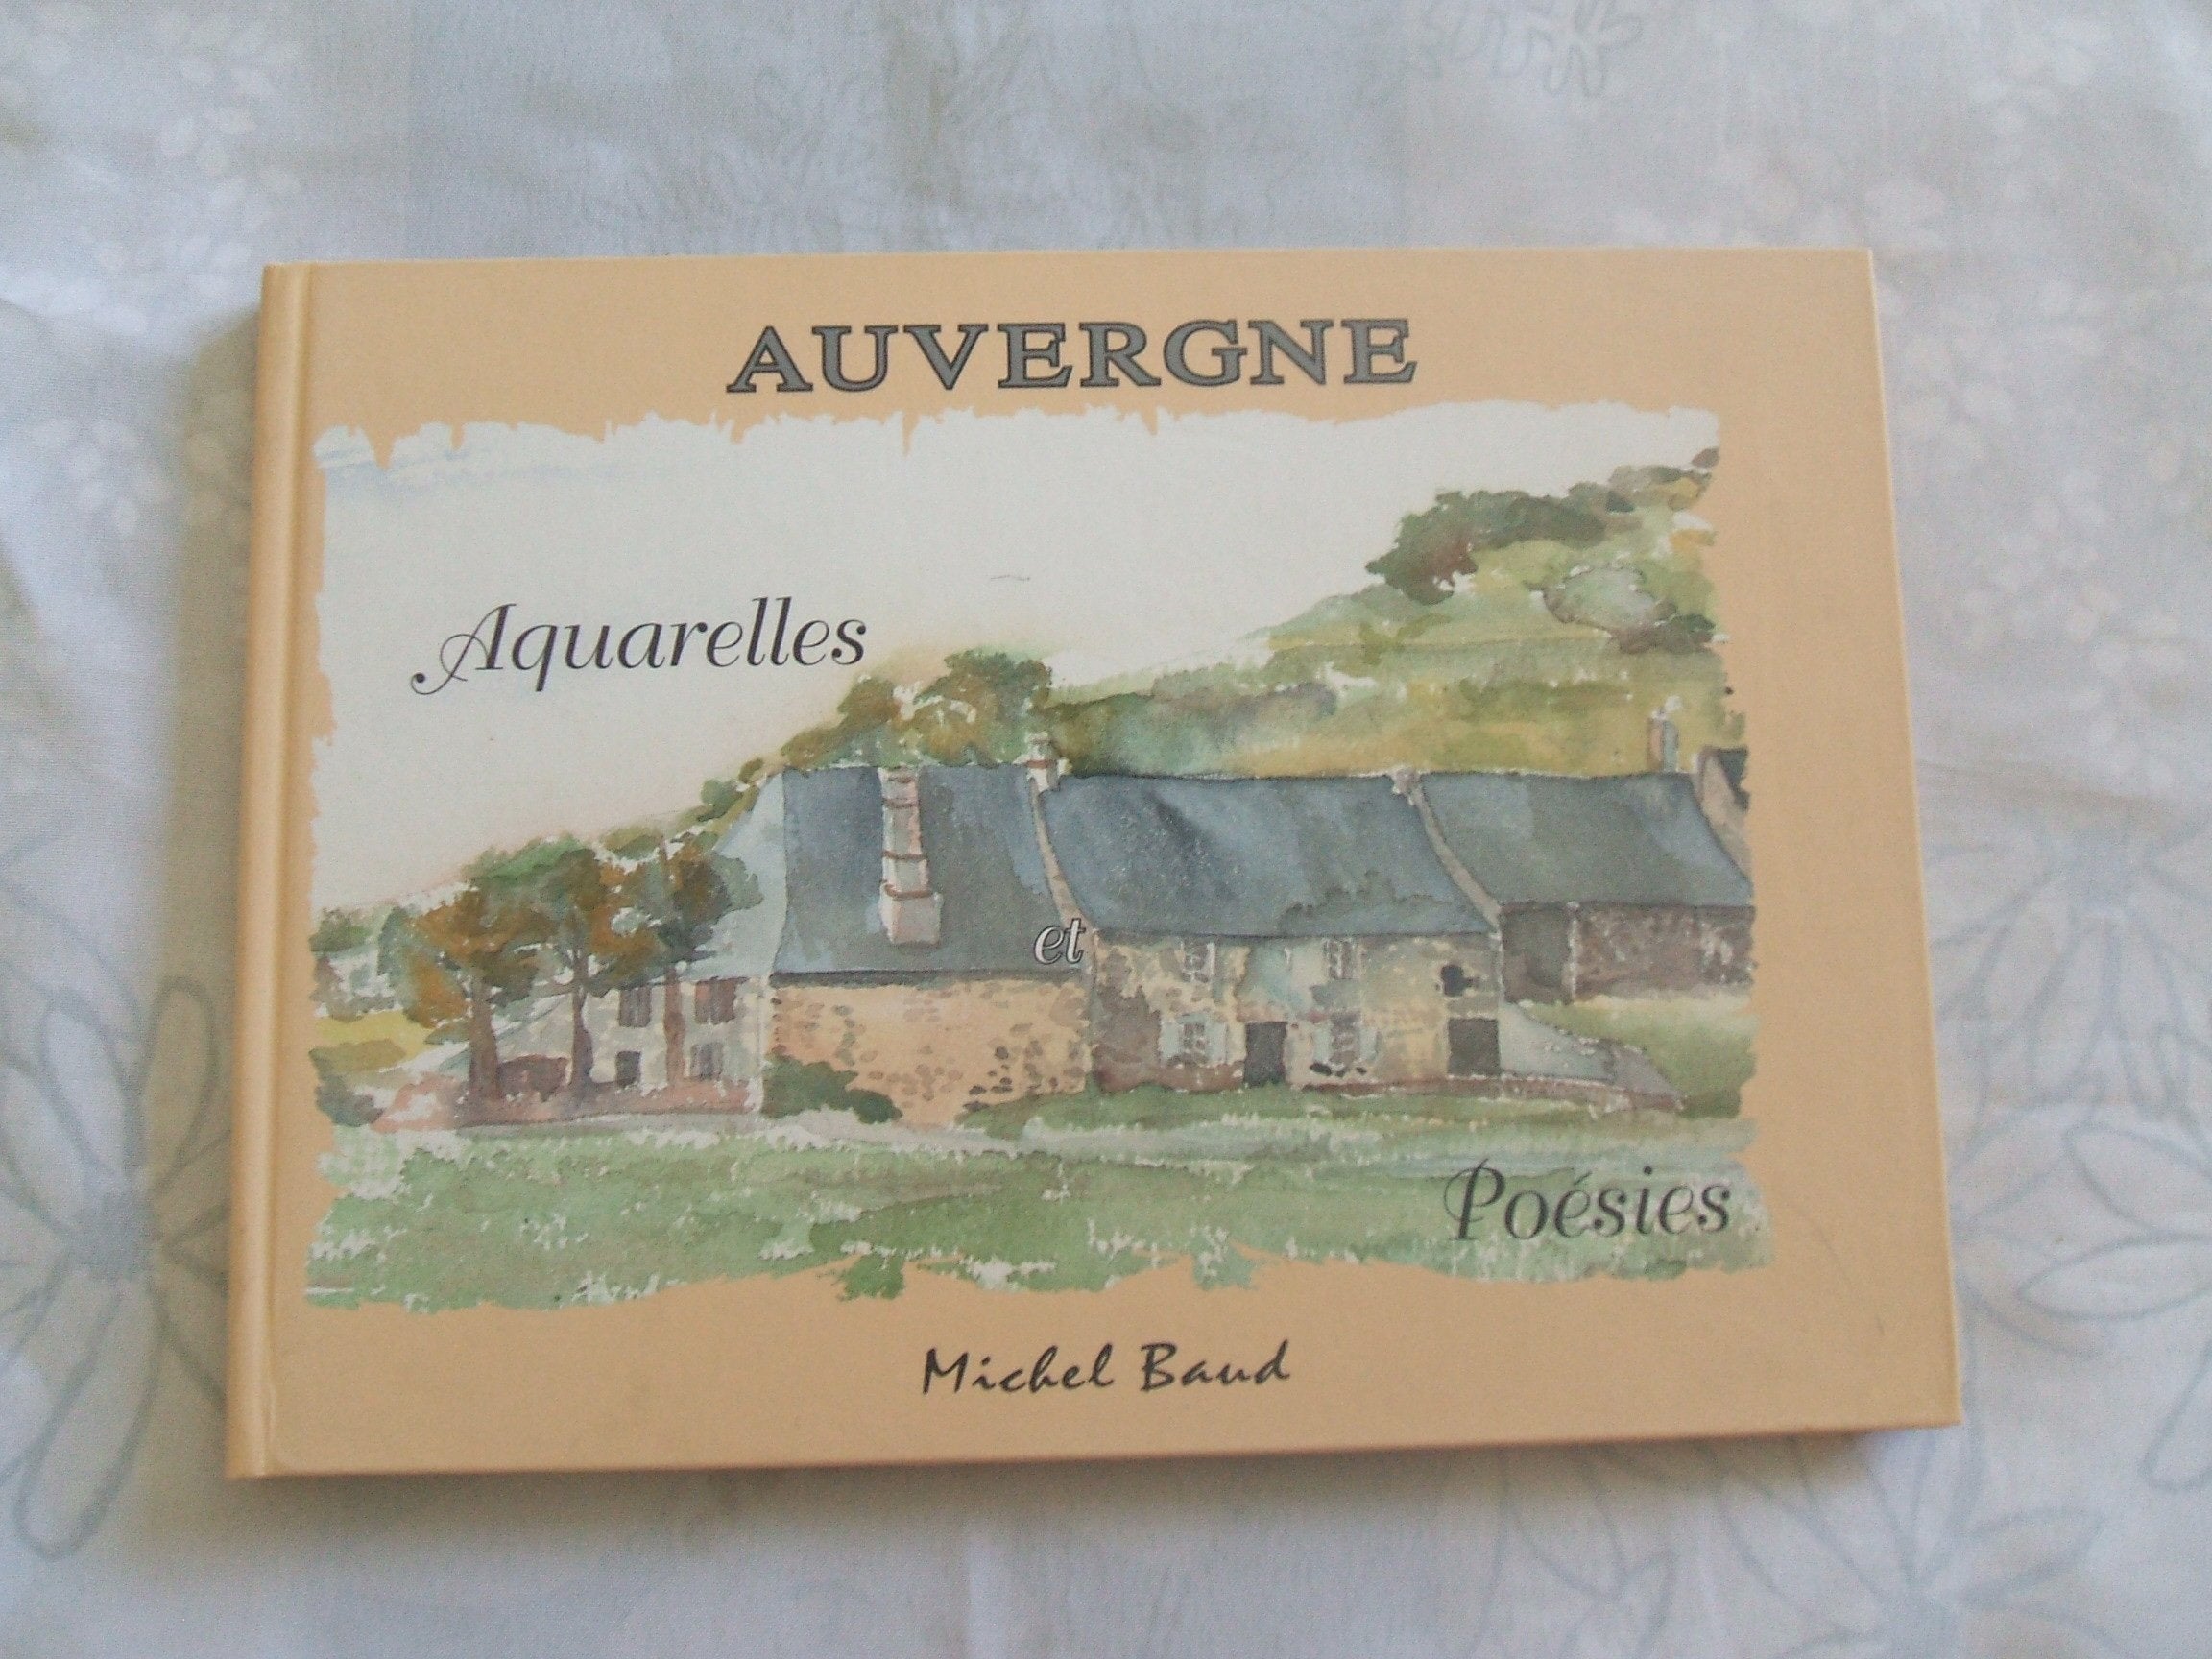 AUVERGNE
Aquarelles
et
Poésies
Michel Baud